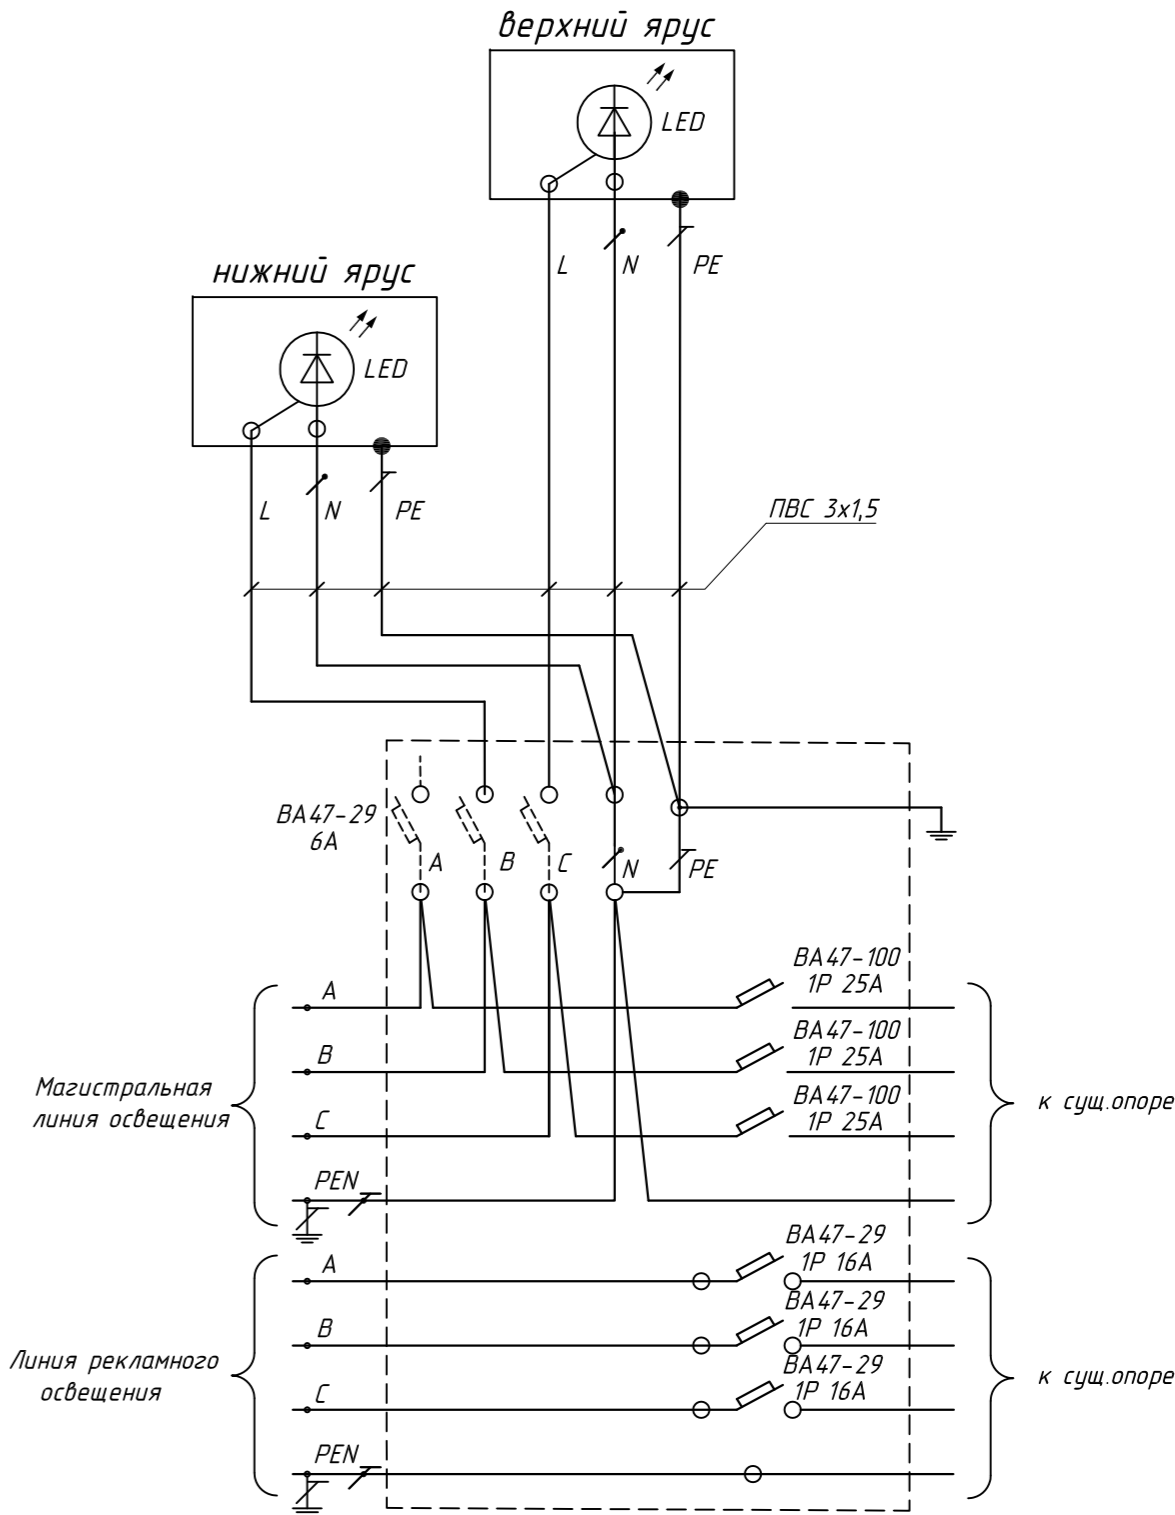 верхний ярус
LED
L N PE
нижний ярус
LED
L N PE
ПВС 3х1,5
ВА47-29
6А
А В С N PE
ВА47-100
1Р 25А
А
ВА47-100
1Р 25А
В
ВА47-100
1Р 25А
С
Магистральная
линия освещения
к сущ.опоре
PEN
ВА47-29
1Р 16А
А
ВА47-29
1Р 16А
В
ВА47-29
1Р 16А
С
Линия рекламного
освещения
к сущ.опоре
PEN